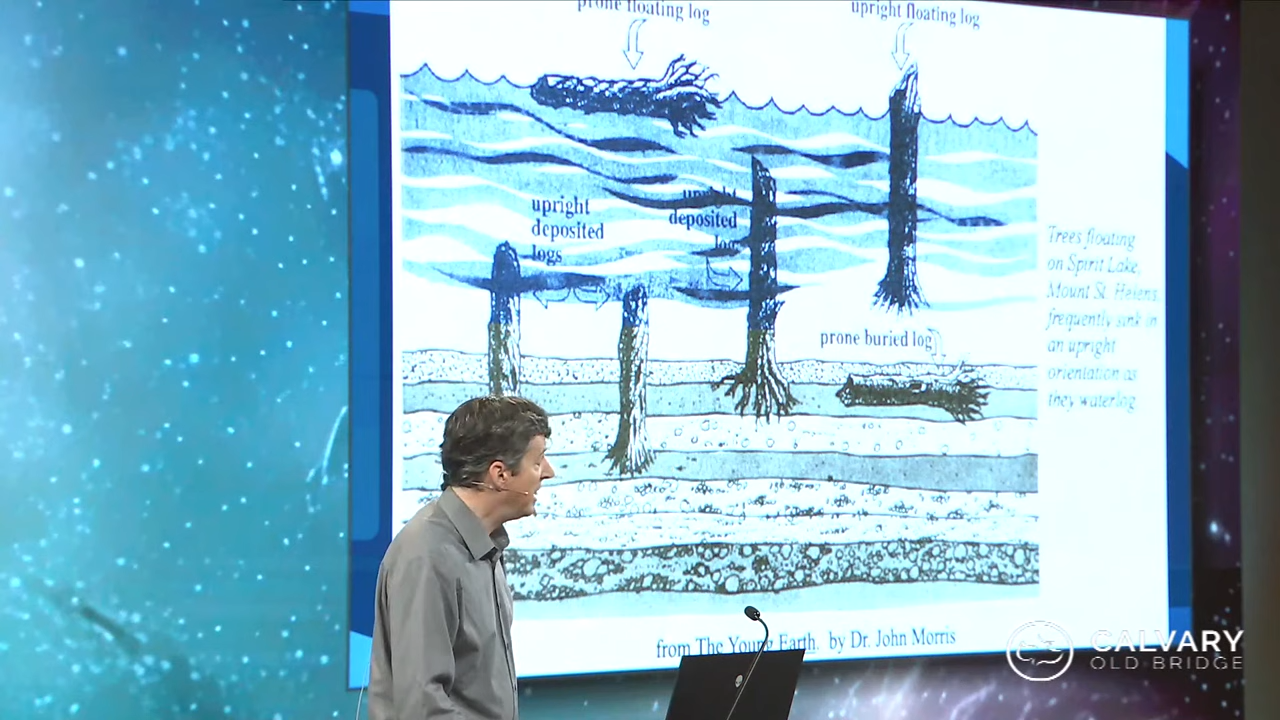 prone floating log
upright floating log
upright
deposited
logs
upright
deposited
log
prone buried log
Trees floating
on Spirit Lake,
Mount St. Helens,
frequently sink in
an upright
orientation as
they waterlog.
from The Young Earth. by Dr. John Morris
CALVARY
OLD BRIDGE